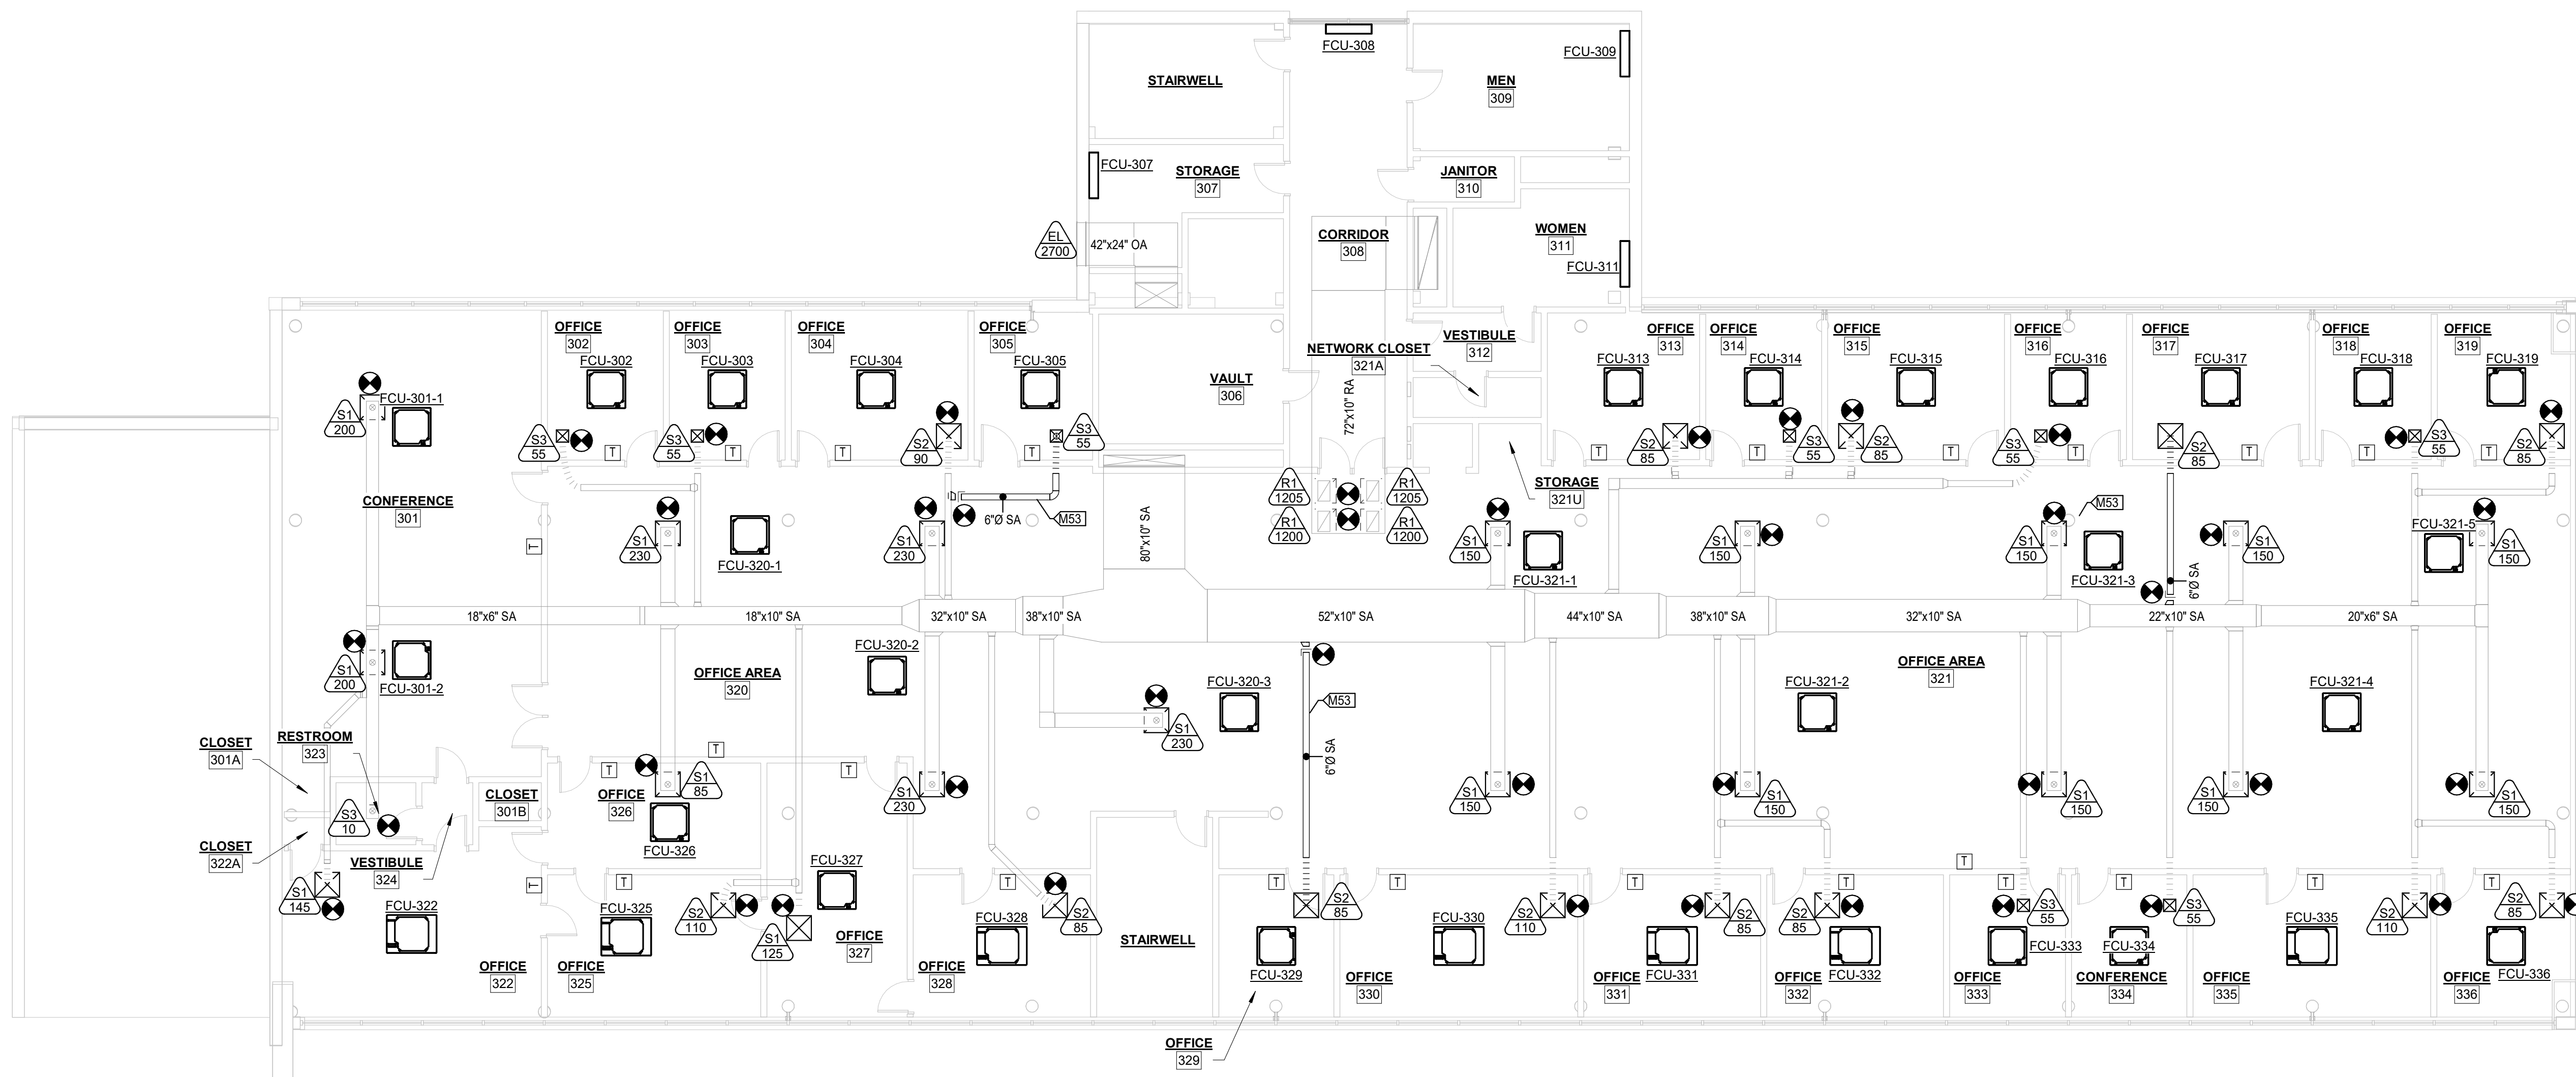 FCU-308
FCU-309
STAIRWELL
MEN
309
FCU-307
STORAGE
307
JANITOR
310
EL
2700
42"x24" OA
CORRIDOR
308
WOMEN
311
FCU-311
OFFICE
302
FCU-302
OFFICE
303
FCU-303
OFFICE
304
FCU-304
OFFICE
305
FCU-305
NETWORK CLOSET
321A
VESTIBULE
312
OFFICE
313
FCU-313
OFFICE
314
FCU-314
OFFICE
315
FCU-315
OFFICE
316
FCU-316
OFFICE
317
FCU-317
OFFICE
318
FCU-318
OFFICE
319
FCU-319
VAULT
306
72"x10" RA
FCU-301-1
S1
200
S3
55
T
S3
55
T
T
S2
90
T
S3
55
T
S2
85
T
S3
55
S2
85
T
S3
55
T
S2
85
T
T
S3
55
T
S2
85
CONFERENCE
301
T
S1
230
FCU-320-1
S1
230
6"Ø SA
M53
80"x10" SA
R1
1205
R1
1205
R1
1200
R1
1200
STORAGE
321U
S1
150
FCU-321-1
S1
150
S1
150
M53
FCU-321-3
6"Ø SA
S1
150
FCU-321-5
S1
150
18"x6" SA
18"x10" SA
32"x10" SA
38"x10" SA
52"x10" SA
44"x10" SA
38"x10" SA
32"x10" SA
22"x10" SA
20"x6" SA
S1
200
FCU-301-2
OFFICE AREA
320
FCU-320-2
FCU-320-3
M53
6"Ø SA
S1
230
FCU-321-2
OFFICE AREA
321
FCU-321-4
CLOSET
301A
RESTROOM
323
S3
10
CLOSET
301B
T
T
OFFICE
326
S1
85
FCU-326
T
S1
230
S1
150
S1
150
S1
150
S1
150
S1
150
CLOSET
322A
VESTIBULE
324
S1
145
FCU-322
OFFICE
322
T
T
FCU-325
OFFICE
325
S2
110
S1
125
FCU-327
OFFICE
327
T
FCU-328
OFFICE
328
S2
85
STAIRWELL
T
S2
85
FCU-329
OFFICE
329
T
FCU-330
OFFICE
330
S2
110
T
FCU-331
OFFICE
331
S2
85
S2
85
T
FCU-332
OFFICE
332
T
T
S3
55
FCU-333
OFFICE
333
T
S3
55
FCU-334
CONFERENCE
334
T
FCU-335
OFFICE
335
S2
110
T
S2
85
FCU-336
OFFICE
336